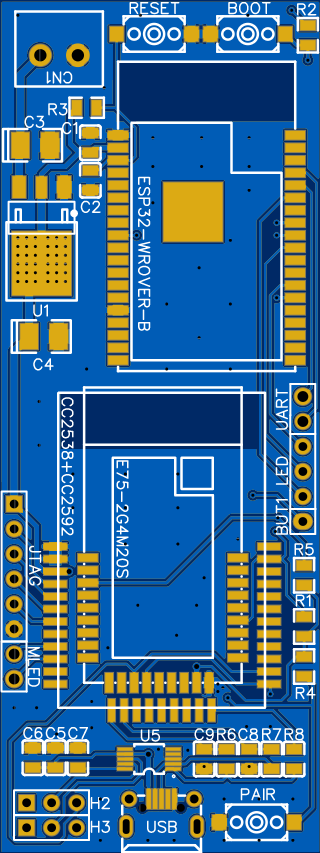 RESET BOOT R2
CN1
R3
C3 C1
C2
ESP32-WROVER-B
U1
C4
CC2538+CC2592
E75-2G4M20S
UART
LED
BUT1
JTAG
MLED
R5
R1
R4
C6 C5 C7 U5 C9 R6 C8 R7 R8
PAIR
H2
H3
USB